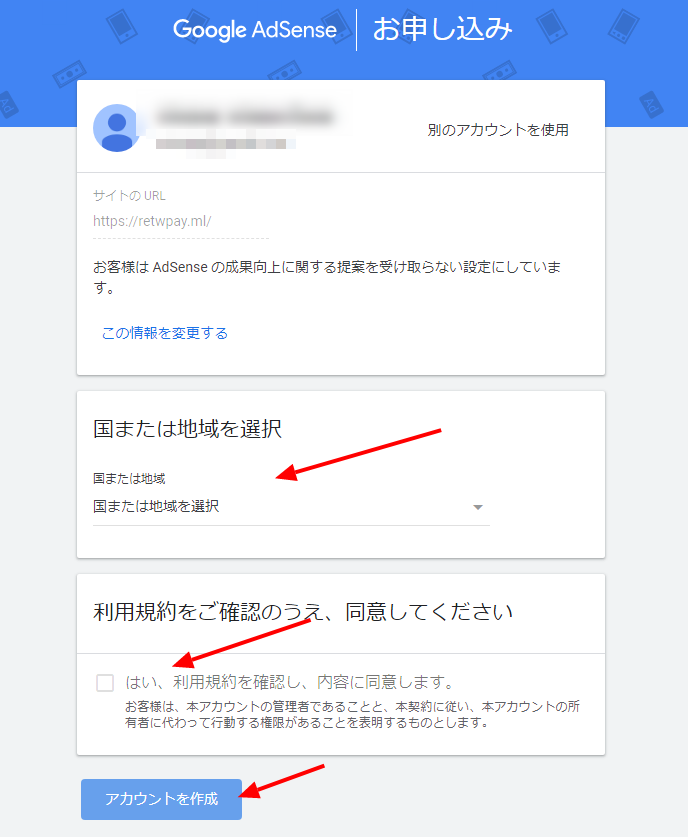 Google AdSense お申し込み
別のアカウントを使用
サイトの URL
https://retwpay.ml/
お客様は AdSense の成果向上に関する提案を受け取らない設定にしていま
す。
この情報を変更する
国または地域を選択
国または地域
国または地域を選択
利用規約をご確認のうえ、同意してください
はい、利用規約を確認し、内容に同意します。
お客様は、本アカウントの管理者であることと、本契約に従い、本アカウントの所
有者に代わって行動する権限があることを表明するものとします。
アカウントを作成